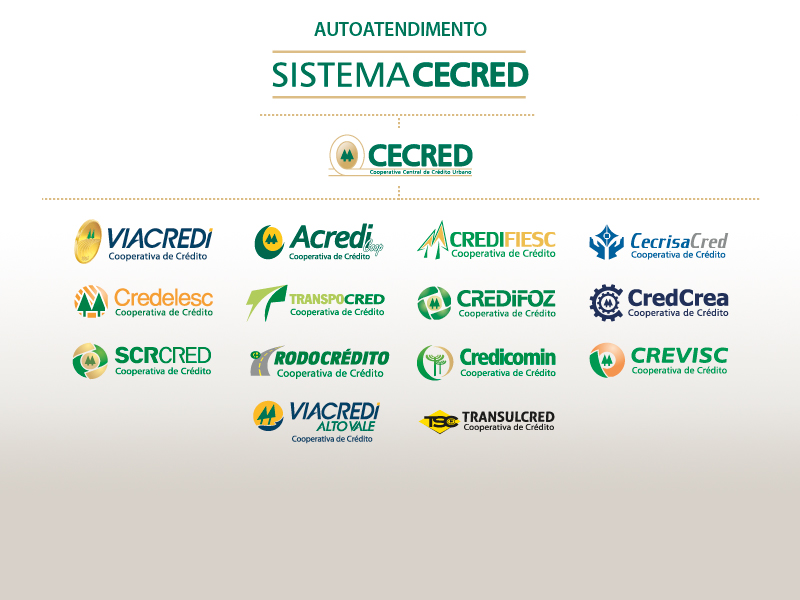 AUTOATENDIMENTO
SISTEMACECRED
CECRED
Cooperativa Central de Crédito Urbano
VIACREDI
Cooperativa de Crédito
Acredi
Coop
Cooperativa de Crédito
CREDIFIESC
Cooperativa de Crédito
CecrisaCred
Cooperativa de Crédito
Credelesc
Cooperativa de Crédito
TRANSPOCRED
Cooperativa de Crédito
CREDIFOZ
Cooperativa de Crédito
CredCrea
Cooperativa de Crédito
SCRCRED
Cooperativa de Crédito
RODOCRÉDITO
Cooperativa de Crédito
Credicomin
Cooperativa de Crédito
CREVISC
Cooperativa de Crédito
VIACREDI
ALTO VALE
Cooperativa de Crédito
TSC
TRANSULCRED
Cooperativa de Crédito